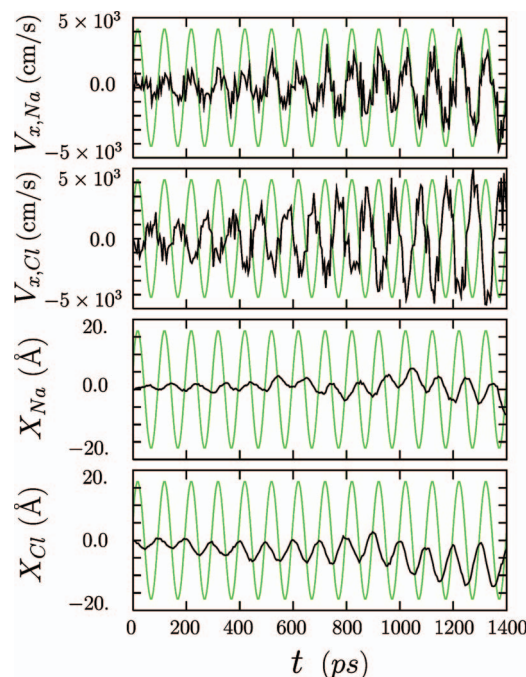 5 × 10³
0.0
−5 × 10³
V_{x,Na} (cm/s)
5 × 10³
0.0
−5 × 10³
V_{x,Cl} (cm/s)
20.
0.0
−20.
X_{Na} (Å)
20.
0.0
−20.
X_{Cl} (Å)
0 200 400 600 800 1000 1200 1400
t (ps)